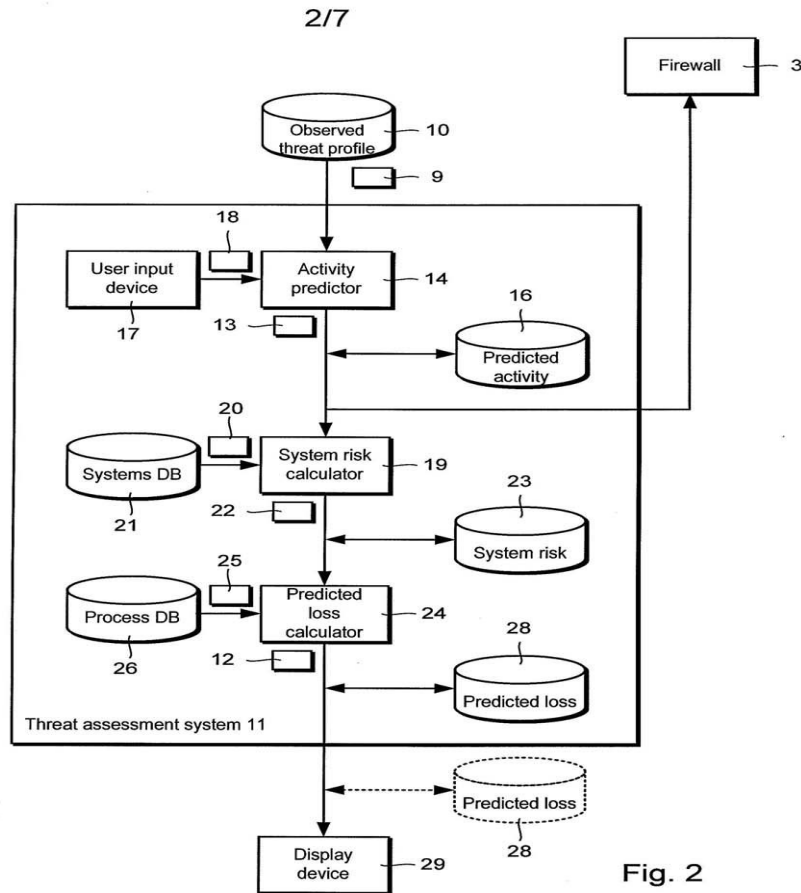 2/7
Firewall
3
Observed
threat profile
10
9
18
User input
device
17
Activity
predictor
14
13
16
Predicted
activity
20
Systems DB
21
System risk
calculator
19
22
23
System risk
25
Process DB
26
Predicted
loss
calculator
24
12
28
Predicted loss
Threat assessment system 11
Predicted loss
28
Display
device
29
Fig. 2